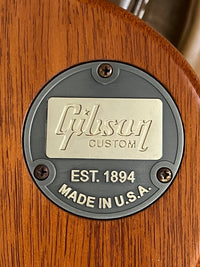 Gibson
CUSTOM
EST. 1894
MADE IN U.S.A.